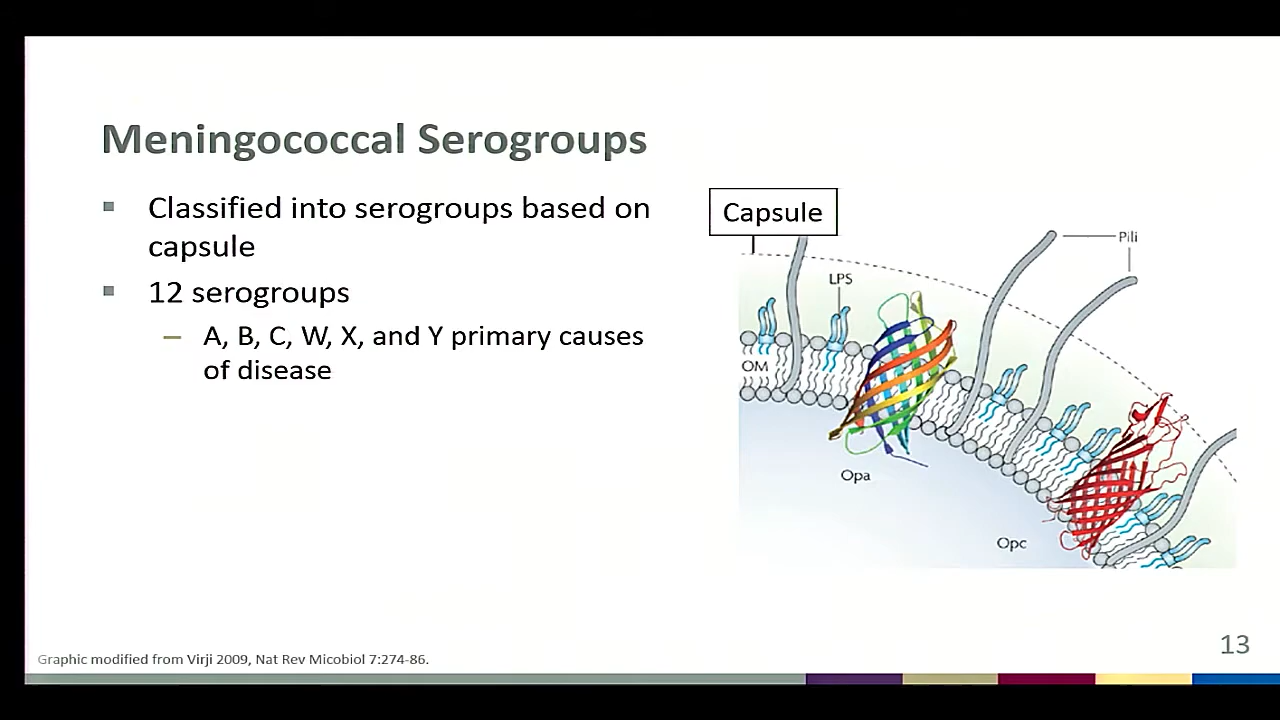 Meningococcal Serogroups
Classified into serogroups based on
capsule
12 serogroups
– A, B, C, W, X, and Y primary causes
of disease
Capsule
Pili
LPS
OM
Opa
Opc
13
Graphic modified from Virji 2009, Nat Rev Micobiol 7:274-86.